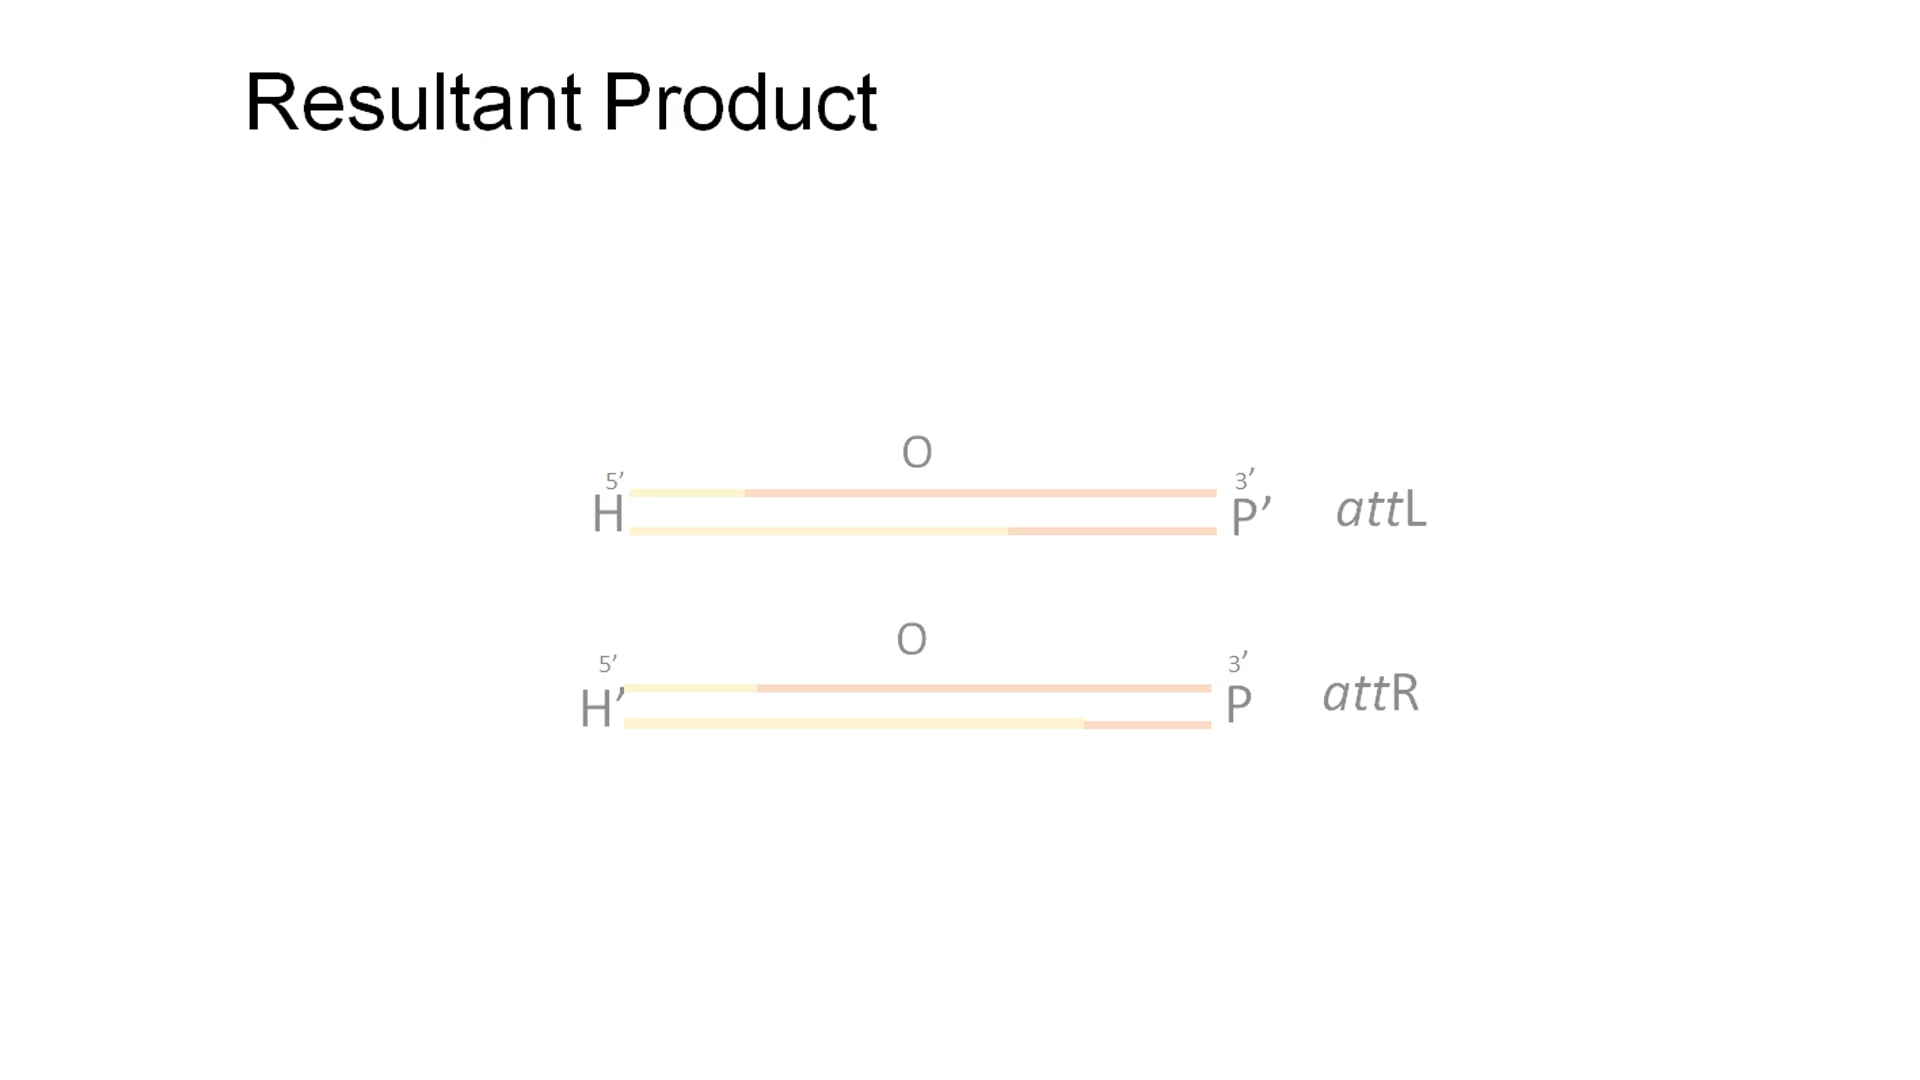 Resultant Product
O
5’ 3’
H P’ attL
O
5’ 3’
H’ P attR